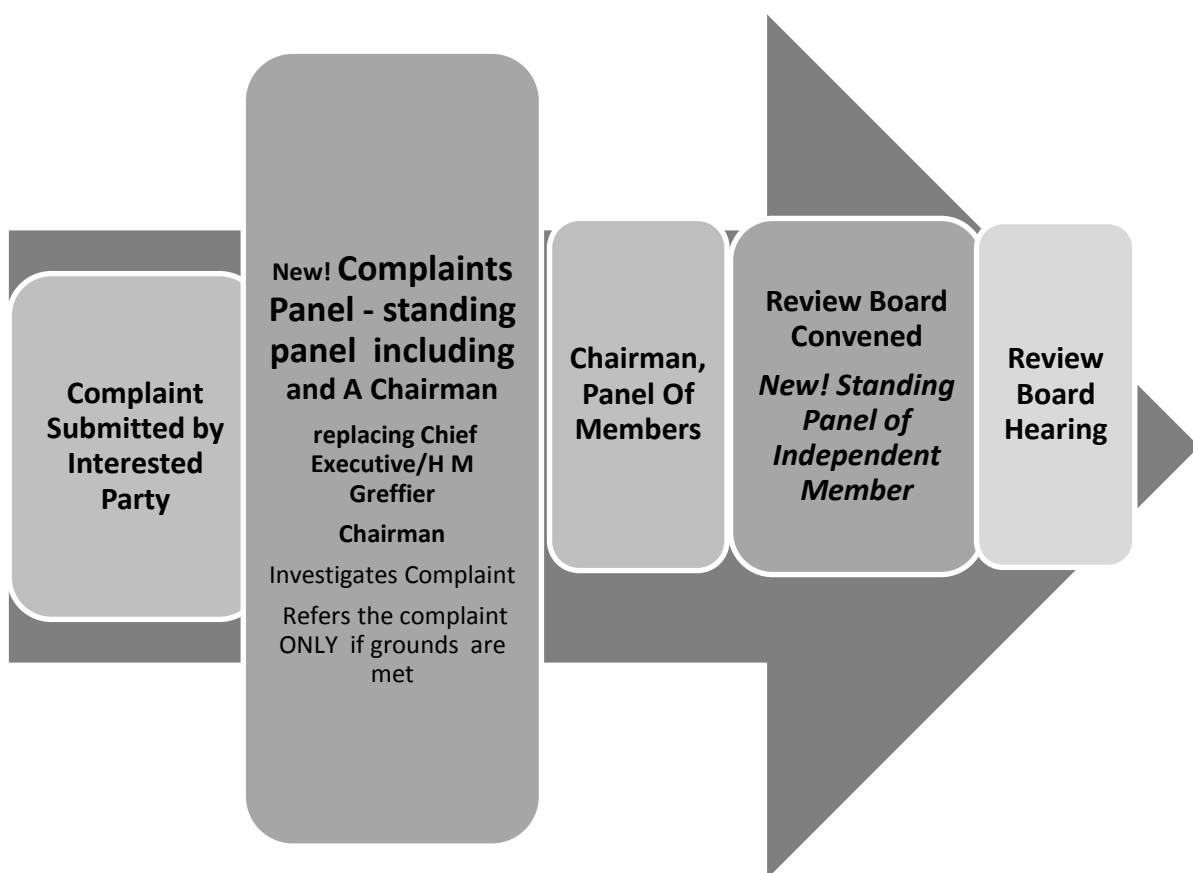 Complaint
Submitted by
Interested
Party
New! Complaints
Panel - standing
panel including
and A Chairman
replacing Chief
Executive/H M
Greffier
Chairman
Investigates Complaint
Refers the complaint
ONLY if grounds are
met
Chairman,
Panel Of
Members
Review Board
Convened
New! Standing
Panel of
Independent
Member
Review
Board
Hearing